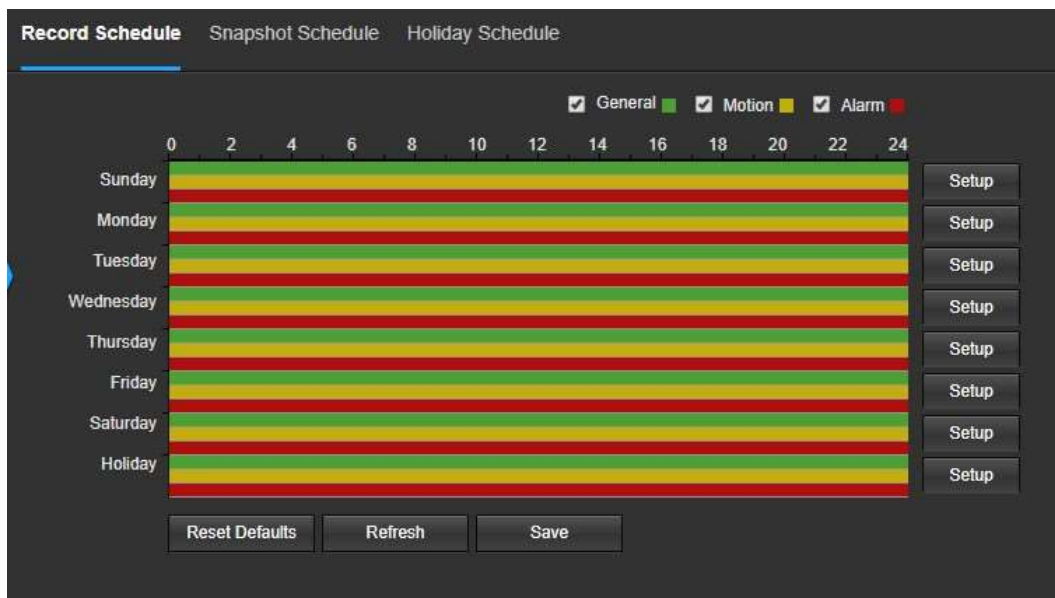 Record Schedule Snapshot Schedule Holiday Schedule
General Motion Alarm
0 2 4 6 8 10 12 14 16 18 20 22 24
Sunday Setup
Monday Setup
Tuesday Setup
Wednesday Setup
Thursday Setup
Friday Setup
Saturday Setup
Holiday Setup
Reset Defaults Refresh Save